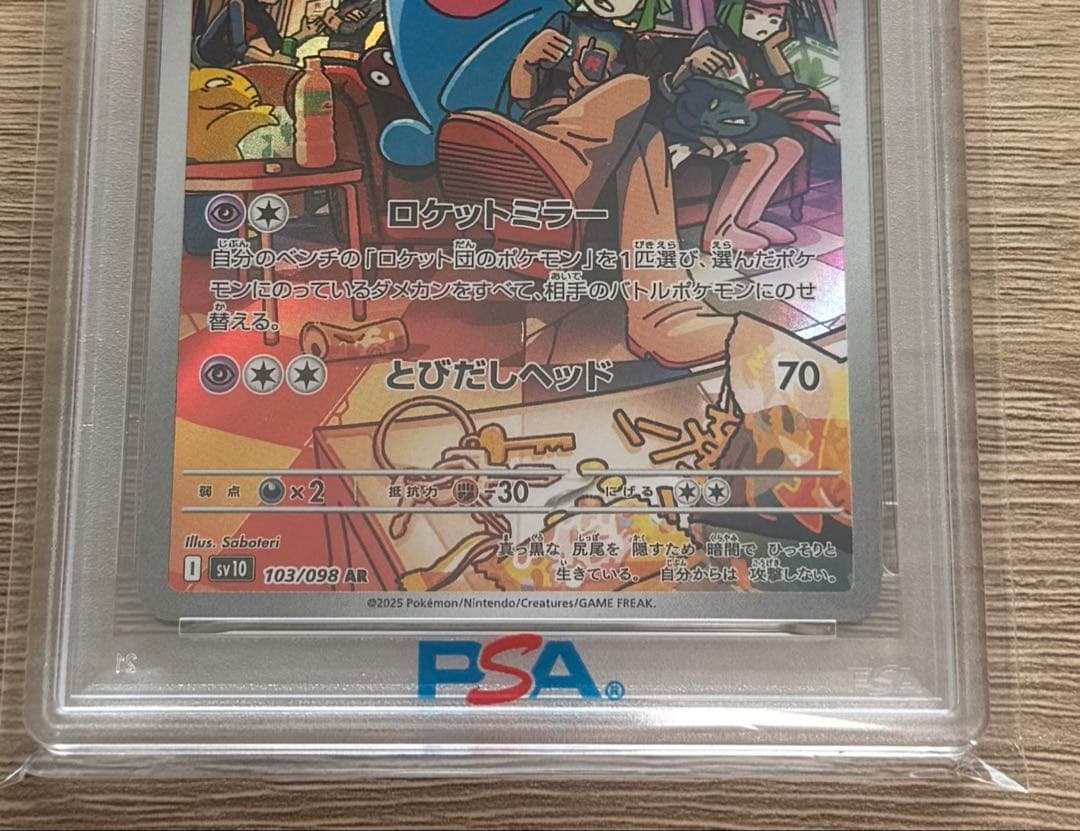 R
ロケットミラー
自分のベンチの「ロケット団のポケモン」を1匹選び、選んだポケ
モンにのっているダメカンをすべて、相手のバトルポケモンにのせ
替える。
とびだしヘッド 70
弱点 ×2 抵抗力 -30 にげる
Illus. Saboteri
真っ黒な 尻尾を 隠すため 暗闇で ひっそりと
生きている。 自分からは 攻撃しない。
I sv10 103/098 AR
©2025 Pokémon/Nintendo/Creatures/GAME FREAK.
PSA®